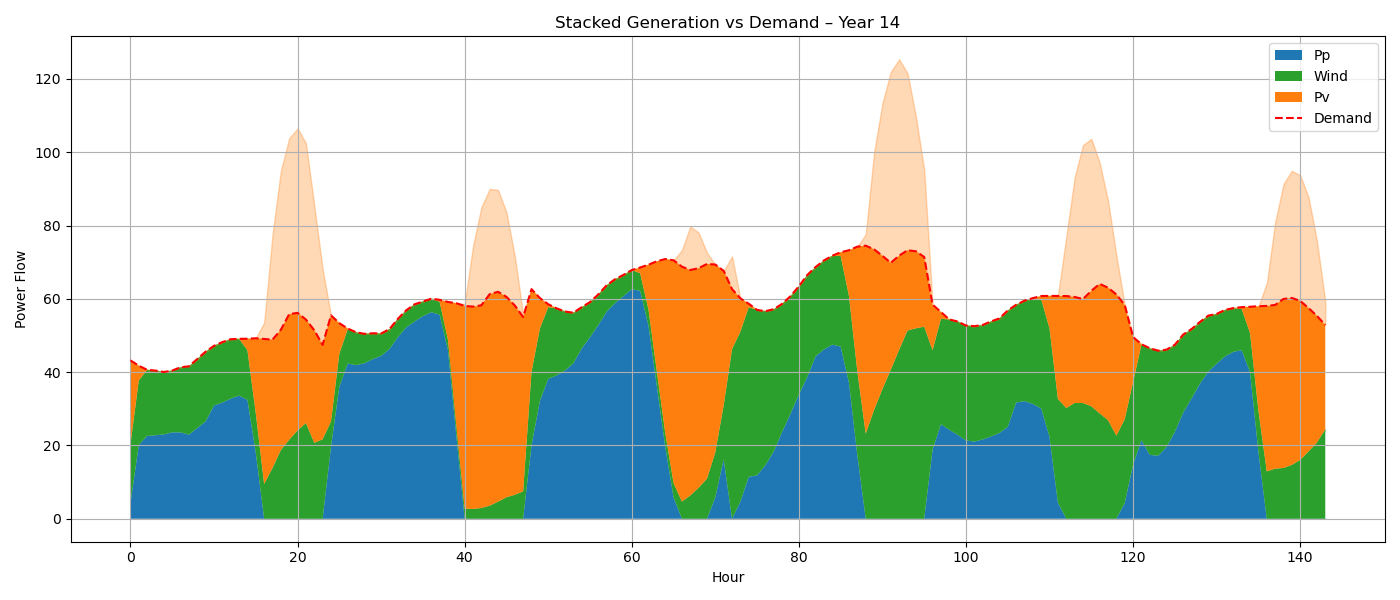 Stacked Generation vs Demand – Year 14
Power Flow
120
100
80
60
40
20
0
Pp
Wind
Pv
Demand
0 20 40 60 80 100 120 140
Hour